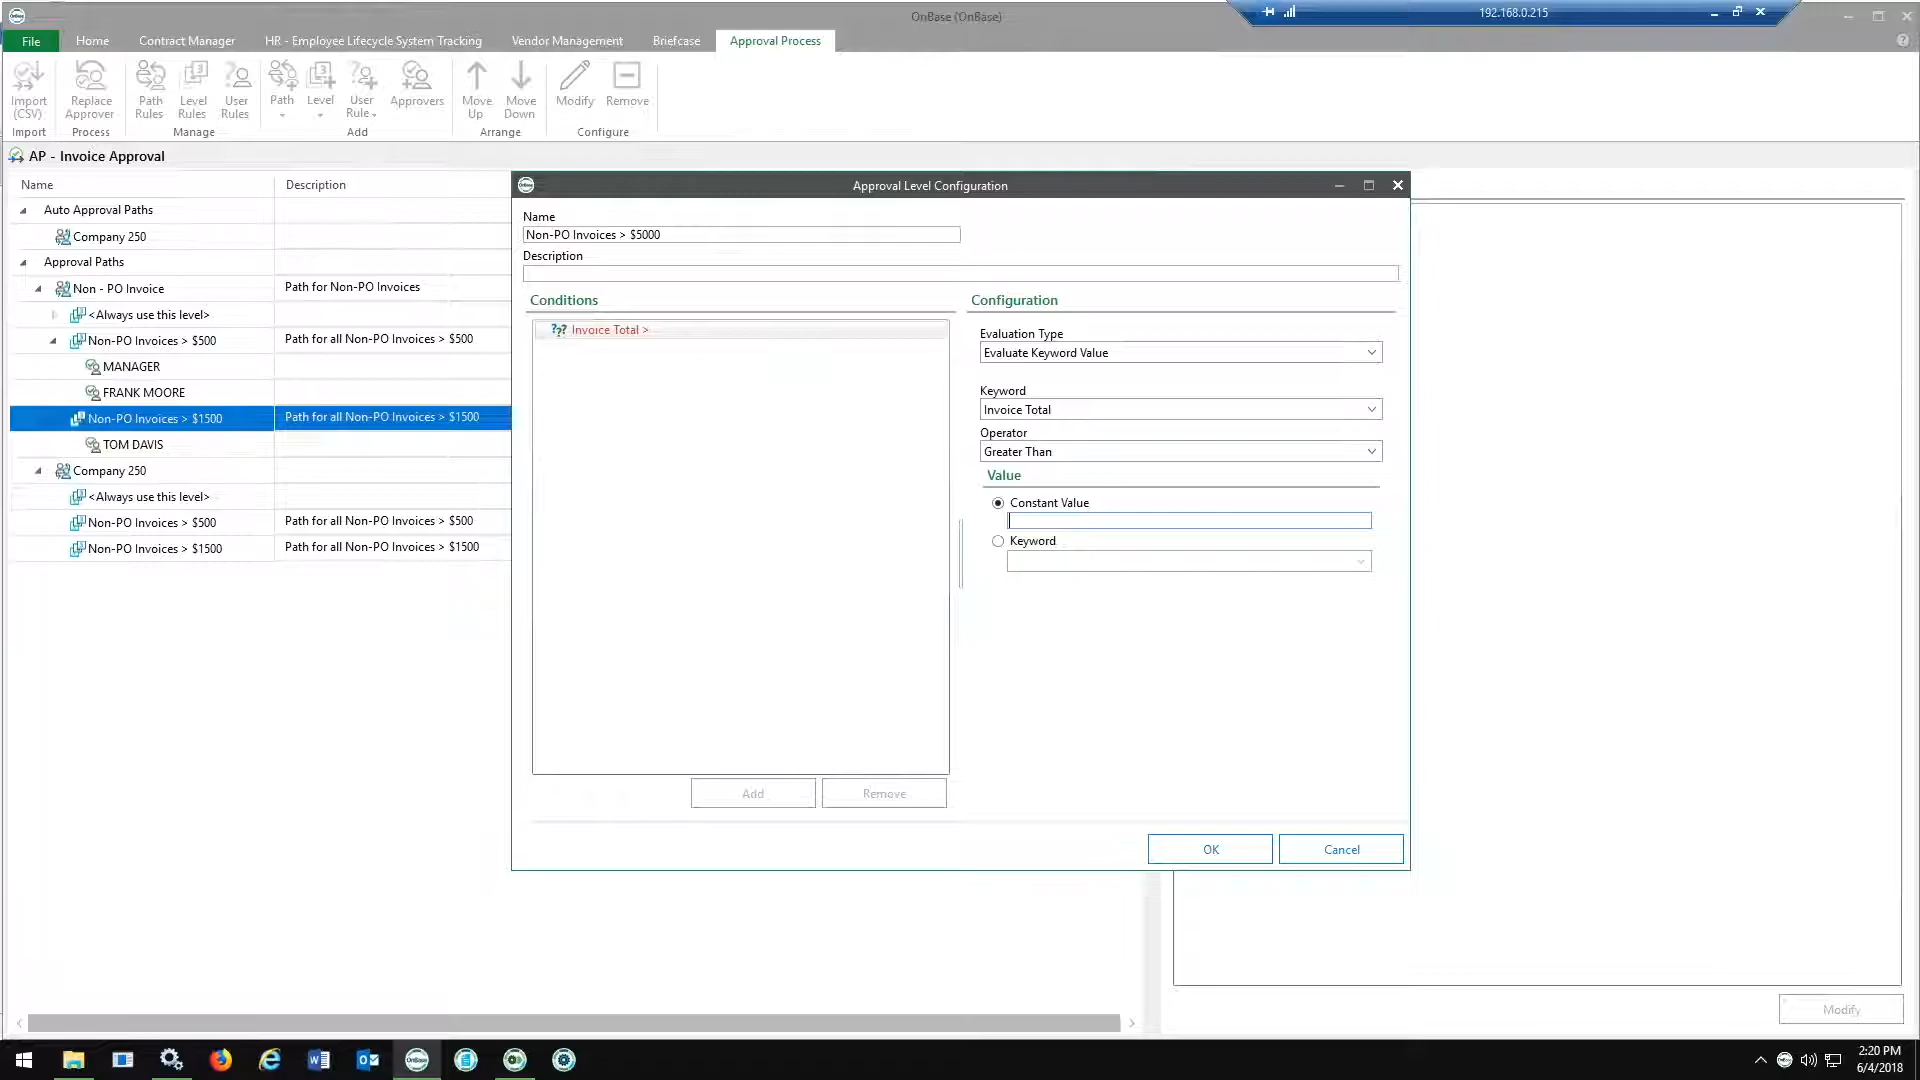 OnBase (OnBase)
192.168.0.215
File Home Contract Manager HR - Employee Lifecycle System Tracking Vendor Management Briefcase Approval Process
Import (CSV)
Replace Approver
Path Rules
Level Rules
User Rules
Path
Level
User Rule
Approvers
Move Up
Move Down
Modify
Remove
Import Process Manage Add Arrange Configure
AP - Invoice Approval
Name Description
Auto Approval Paths
Company 250
Approval Paths
Non - PO Invoice Path for Non-PO Invoices
<Always use this level>
Non-PO Invoices > $500 Path for all Non-PO Invoices > $500
MANAGER
FRANK MOORE
Non-PO Invoices > $1500 Path for all Non-PO Invoices > $1500
TOM DAVIS
Company 250
<Always use this level>
Non-PO Invoices > $500 Path for all Non-PO Invoices > $500
Non-PO Invoices > $1500 Path for all Non-PO Invoices > $1500
Approval Level Configuration
Name
Non-PO Invoices > $5000
Description
Conditions
??? Invoice Total >
Add Remove
Configuration
Evaluation Type
Evaluate Keyword Value
Keyword
Invoice Total
Operator
Greater Than
Value
Constant Value
Keyword
OK Cancel
Modify
2:20 PM
6/4/2018